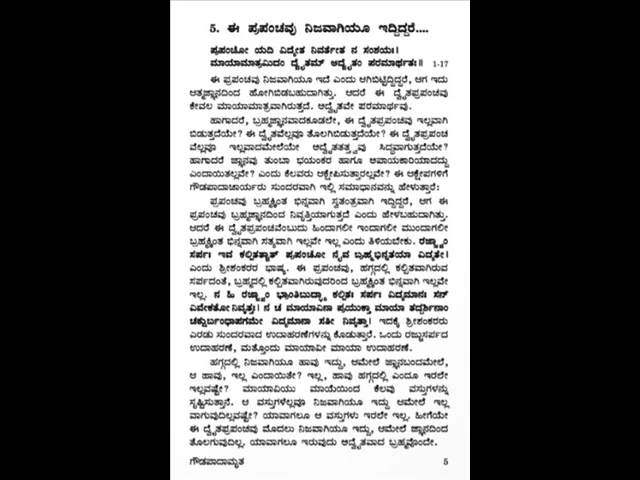 5. ಈ ಪ್ರಪಂಚವು ನಿಜವಾಗಿಯೂ ಇದ್ದಿದ್ದರೆ....
ಪ್ರಪಂಚೋ ಯದಿ ವಿದ್ಯೇತ ನಿವರ್ತೇತ ನ ಸಂಶಯಃ।
ಮಾಯಾಮಾತ್ರಮಿದಂ ದ್ವೈತಮ್ ಅದ್ವೈತಂ ಪರಮಾರ್ಥತಃ॥ 1-17
ಈ ಪ್ರಪಂಚವು ನಿಜವಾಗಿಯೂ ಇದೆ ಎಂದು ಆಗಿಬಿಟ್ಟಿದ್ದಿದ್ದರೆ, ಆಗ ಇದು
ಆತ್ಮಜ್ಞಾನದಿಂದ ಹೋಗಿಬಿಡಬಹುದಾಗಿತ್ತು. ಆದರೆ ಈ ದ್ವೈತಪ್ರಪಂಚವು
ಕೇವಲ ಮಾಯಾಮಾತ್ರವಾಗಿರುತ್ತದೆ. ಅದ್ವೈತವೇ ಪರಮಾರ್ಥವು.
ಹಾಗಾದರೆ, ಬ್ರಹ್ಮಜ್ಞಾನವಾದಕೂಡಲೇ, ಈ ದ್ವೈತಪ್ರಪಂಚವು ಇಲ್ಲವಾಗಿ
ಬಿಡುತ್ತದೆಯೇ? ಈ ದ್ವೈತವೆಲ್ಲವೂ ತೊಲಗಿಬಿಡುತ್ತದೆಯೇ? ಈ ದ್ವೈತಪ್ರಪಂಚ
ವೆಲ್ಲವೂ ಇಲ್ಲವಾದಮೇಲೆಯೇ ಅದ್ವೈತತತ್ತ್ವವು ಸಿದ್ಧವಾಗುತ್ತದೆಯೇ?
ಹಾಗಾದರೆ ಜ್ಞಾನವು ತುಂಬಾ ಭಯಂಕರ ಹಾಗೂ ಅಪಾಯಕಾರಿಯಾದದ್ದು
ಎಂದಾಯಿತಲ್ಲವೇ? ಎಂದು ಕೆಲವರು ಆಕ್ಷೇಪಿಸುತ್ತಾರಲ್ಲವೇ? ಈ ಆಕ್ಷೇಪಗಳಿಗೆ
ಗೌಡಪಾದಾಚಾರ್ಯರು ಸುಂದರವಾಗಿ ಇಲ್ಲಿ ಸಮಾಧಾನವನ್ನು ಹೇಳುತ್ತಾರೆ:
ಪ್ರಪಂಚವು ಬ್ರಹ್ಮಕ್ಕಿಂತ ಭಿನ್ನವಾಗಿ ಸ್ವತಂತ್ರವಾಗಿ ಇದ್ದಿದ್ದರೆ, ಆಗ ಈ
ಪ್ರಪಂಚವು ಬ್ರಹ್ಮಜ್ಞಾನದಿಂದ ನಿವೃತ್ತಿಯಾಗುತ್ತದೆ ಎಂದು ಹೇಳಬಹುದಾಗಿತ್ತು.
ಆದರೆ ಈ ದ್ವೈತಪ್ರಪಂಚವೆಂಬುದು ಹಿಂದಾಗಲೀ ಇಂದಾಗಲೀ ಮುಂದಾಗಲೀ
ಬ್ರಹ್ಮಕ್ಕಿಂತ ಭಿನ್ನವಾಗಿ ಸತ್ಯವಾಗಿ ಇಲ್ಲವೇ ಇಲ್ಲ ಎಂದು ತಿಳಿಯಬೇಕು. ರಜ್ಜ್ವಾಂ
ಸರ್ಪಃ ಇವ ಕಲ್ಪಿತತ್ವಾತ್ ಪ್ರಪಂಚೋ ನೈವ ಬ್ರಹ್ಮಭಿನ್ನತಯಾ ವಿದ್ಯತೇ।
ಎಂದು ಶ್ರೀಶಂಕರರ ಭಾಷ್ಯ. ಈ ಪ್ರಪಂಚವು, ಹಗ್ಗದಲ್ಲಿ ಕಲ್ಪಿತವಾಗಿರುವ
ಸರ್ಪದಂತೆ, ಬ್ರಹ್ಮದಲ್ಲಿ ಕಲ್ಪಿತವಾಗಿರುವುದರಿಂದ ಬ್ರಹ್ಮಕ್ಕಿಂತ ಭಿನ್ನವಾಗಿ ಇಲ್ಲವೇ
ಇಲ್ಲ. ನ ಹಿ ರಜ್ಜ್ವಾಂ ಭ್ರಾಂತಿಬುದ್ಧ್ಯಾ ಕಲ್ಪಿತಃ ಸರ್ಪಃ ವಿದ್ಯಮಾನಃ ಸನ್
ವಿವೇಕತೋ ನಿವೃತ್ತಃ। ನ ಚ ಮಾಯಾವಿನಾ ಪ್ರಯುಕ್ತಾ ಮಾಯಾ ತದ್ದರ್ಶಿನಾಂ
ಚಕ್ಷುರ್ಬಂಧಾಪಗಮೇ ವಿದ್ಯಮಾನಾ ಸತೀ ನಿವೃತ್ತಾ। ಇದಕ್ಕೆ ಶ್ರೀಶಂಕರರು
ಎರಡು ಸುಂದರವಾದ ಉದಾಹರಣೆಗಳನ್ನು ಕೊಡುತ್ತಾರೆ. ಒಂದು ರಜ್ಜುಸರ್ಪದ
ಉದಾಹರಣೆ, ಮತ್ತೊಂದು ಮಾಯಾವೀ ಮಾಯಾ ಉದಾಹರಣೆ.
ಹಗ್ಗದಲ್ಲಿ ನಿಜವಾಗಿಯೂ ಹಾವು ಇದ್ದು, ಆಮೇಲೆ ಜ್ಞಾನಬಂದಮೇಲೆ,
ಆ ಹಾವು, ಇಲ್ಲ ಎಂದಾಯಿತೇ? ಇಲ್ಲ, ಹಾವು ಹಗ್ಗದಲ್ಲಿ ಎಂದೂ ಇರಲೇ
ಇಲ್ಲವಷ್ಟೇ? ಮಾಯಾವಿಯು ಮಾಯೆಯಿಂದ ಕೆಲವು ವಸ್ತುಗಳನ್ನು
ಸೃಷ್ಟಿಸುತ್ತಾನೆ. ಆ ವಸ್ತುಗಳೆಲ್ಲವೂ ನಿಜವಾಗಿಯೂ ಇದ್ದು ಆಮೇಲೆ ಇಲ್ಲ
ವಾಗುವುದಿಲ್ಲವಷ್ಟೇ? ಯಾವಾಗಲೂ ಆ ವಸ್ತುಗಳು ಇರಲೇ ಇಲ್ಲ. ಹೀಗೆಯೇ
ಈ ದ್ವೈತಪ್ರಪಂಚವು ಮೊದಲು ನಿಜವಾಗಿಯೂ ಇದ್ದು, ಆಮೇಲೆ ಜ್ಞಾನದಿಂದ
ತೊಲಗುವುದಿಲ್ಲ. ಯಾವಾಗಲೂ ಇರುವುದು ಅದ್ವೈತವಾದ ಬ್ರಹ್ಮವೊಂದೇ.
ಗೌಡಪಾದಾಮೃತ 5